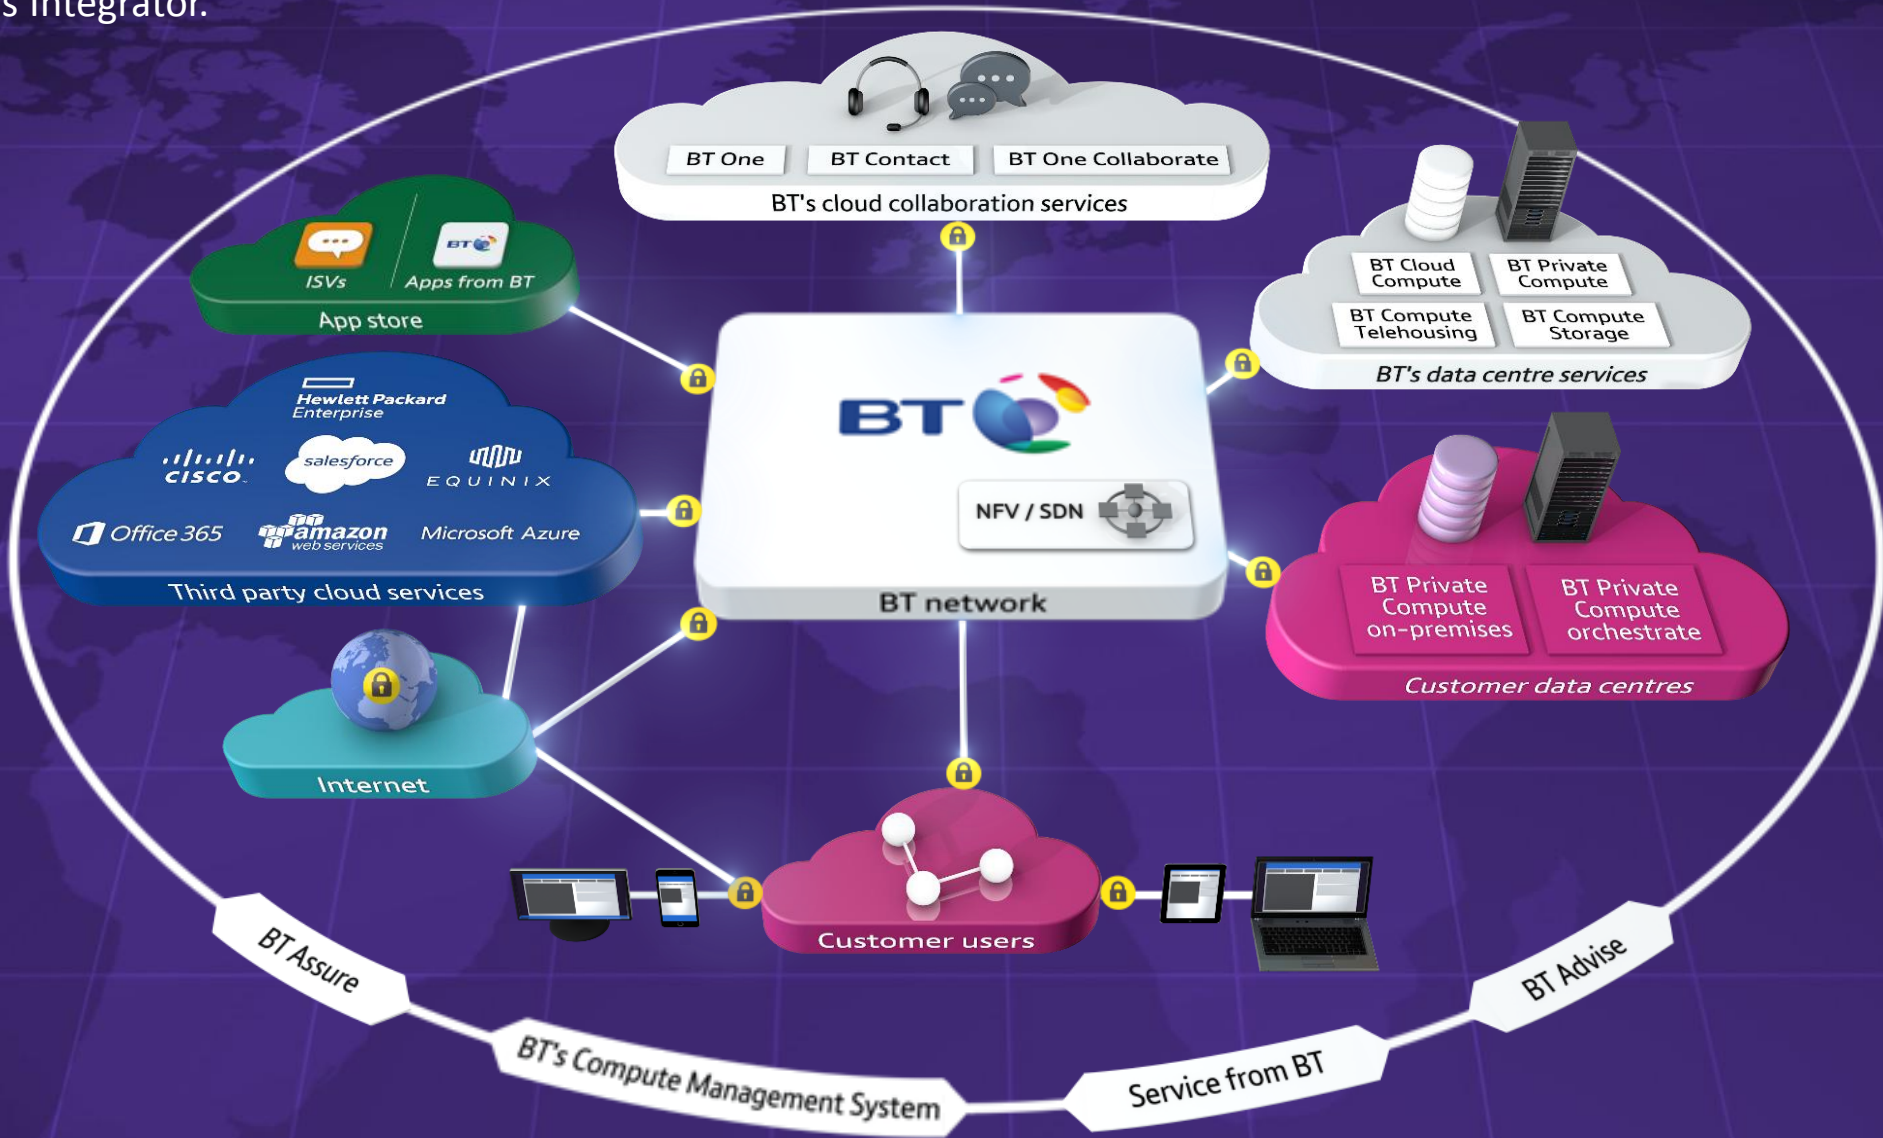 s integrator.
BT One
BT Contact
BT One Collaborate
BT's cloud collaboration services
ISVs
BT
Apps from BT
App store
BT Cloud
Compute
BT Private
Compute
BT Compute
Telehousing
BT Compute
Storage
BT's data centre services
Hewlett Packard
Enterprise
CISCO
salesforce
EQUINIX
Office 365
amazon
web services
Microsoft Azure
Third party cloud services
BT
NFV / SDN
BT network
BT Private
Compute
on-premises
BT Private
Compute
orchestrate
Customer data centres
Internet
Customer users
BT Assure
BT's Compute Management System
Service from BT
BT Advise